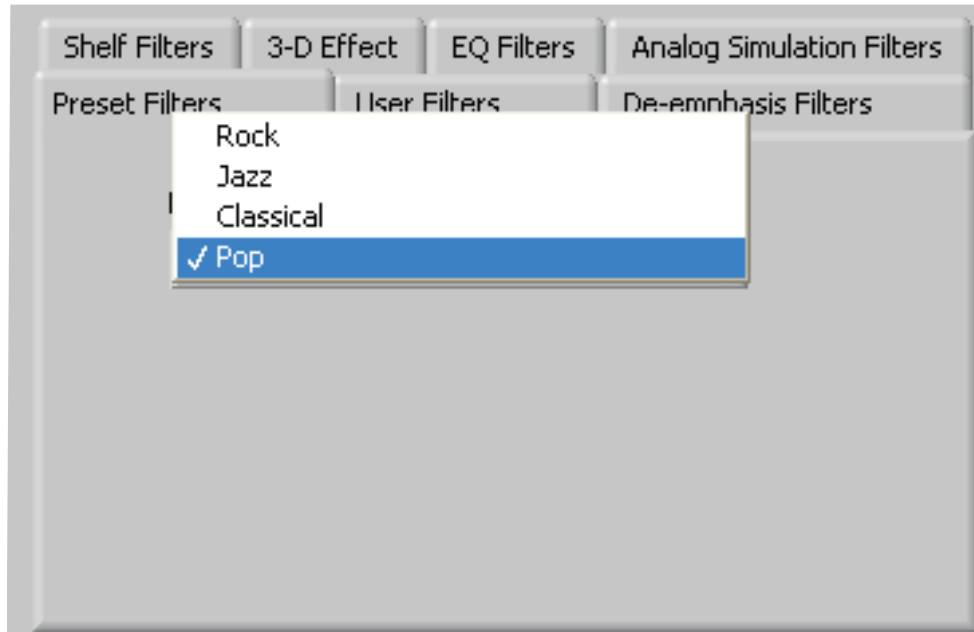 Shelf Filters 3-D Effect EQ Filters Analog Simulation Filters
Preset Filters User Filters De-emphasis Filters
Rock
Jazz
Classical
✓ Pop